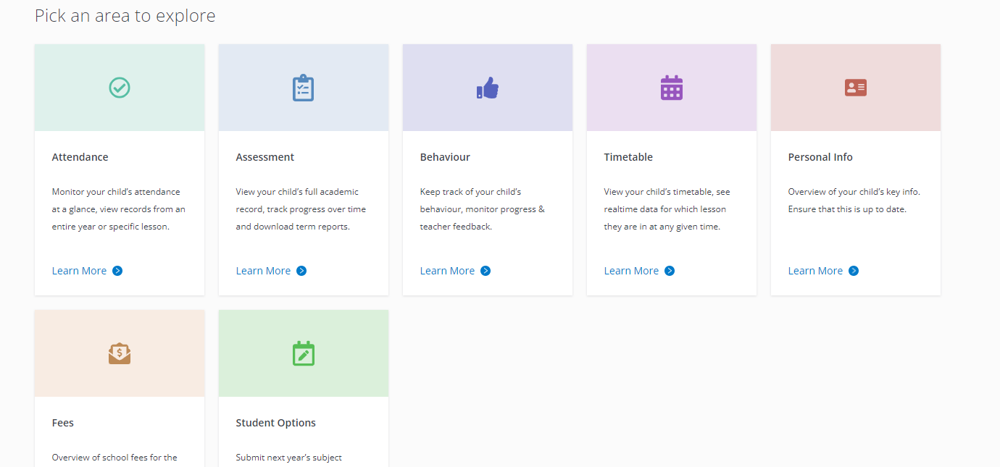 Pick an area to explore
Attendance
Monitor your child's attendance
at a glance, view records from an
entire year or specific lesson.
Learn More
Assessment
View your child's full academic
record, track progress over time
and download term reports.
Learn More
Behaviour
Keep track of your child's
behaviour, monitor progress &
teacher feedback.
Learn More
Timetable
View your child's timetable, see
realtime data for which lesson
they are in at any given time.
Learn More
Personal Info
Overview of your child's key info.
Ensure that this is up to date.
Learn More
Fees
Overview of school fees for the
Student Options
Submit next year's subject